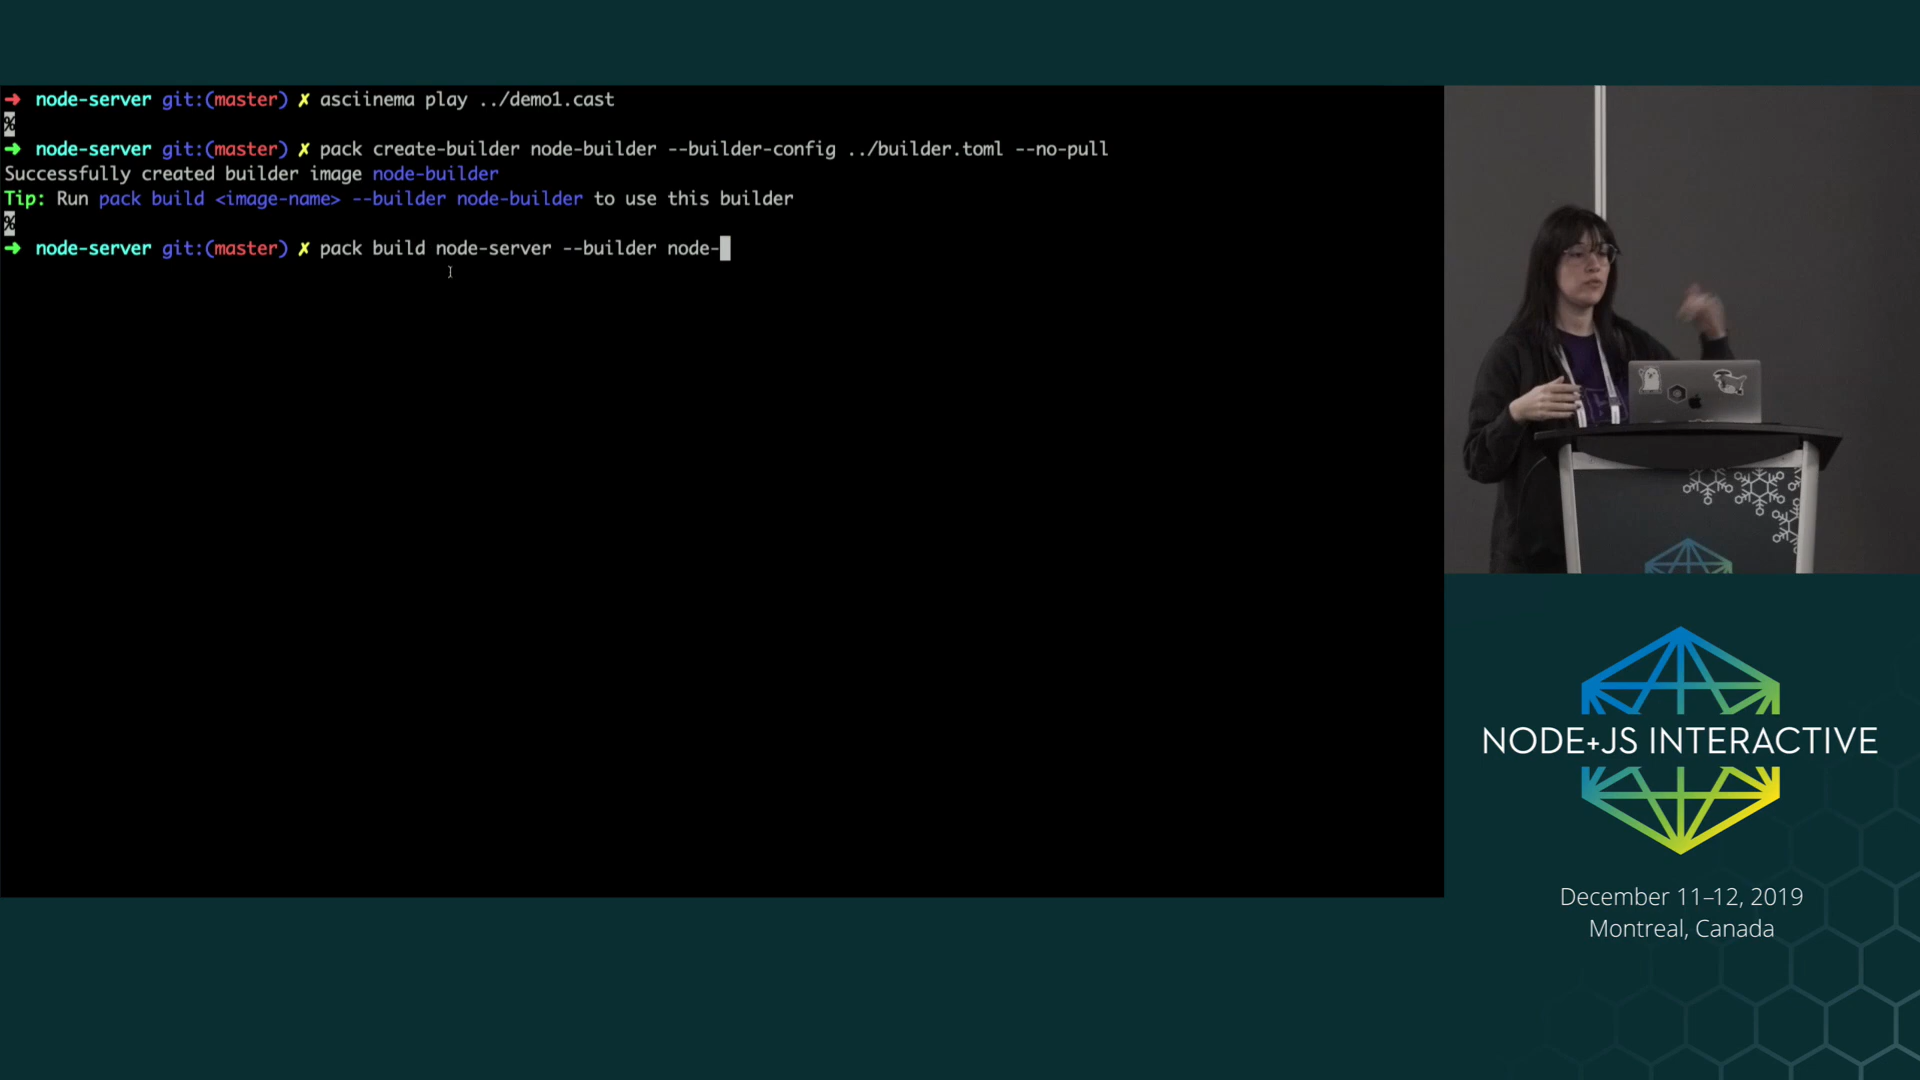 ➜ node-server git:(master) ✗ asciinema play ../demo1.cast
%
➜ node-server git:(master) ✗ pack create-builder node-builder --builder-config ../builder.toml --no-pull
Successfully created builder image node-builder
Tip: Run pack build <image-name> --builder node-builder to use this builder
%
➜ node-server git:(master) ✗ pack build node-server --builder node-
NODE+JS INTERACTIVE
December 11–12, 2019
Montreal, Canada